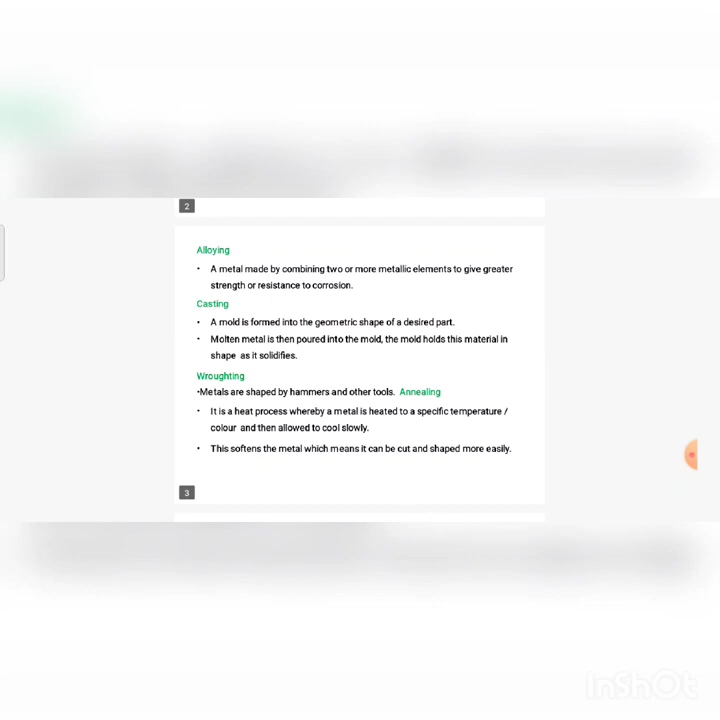 2
Alloying
• A metal made by combining two or more metallic elements to give greater
strength or resistance to corrosion.
Casting
• A mold is formed into the geometric shape of a desired part.
• Molten metal is then poured into the mold, the mold holds this material in
shape as it solidifies.
Wroughting
•Metals are shaped by hammers and other tools. Annealing
• It is a heat process whereby a metal is heated to a specific temperature /
colour and then allowed to cool slowly.
• This softens the metal which means it can be cut and shaped more easily.
3
InShOt